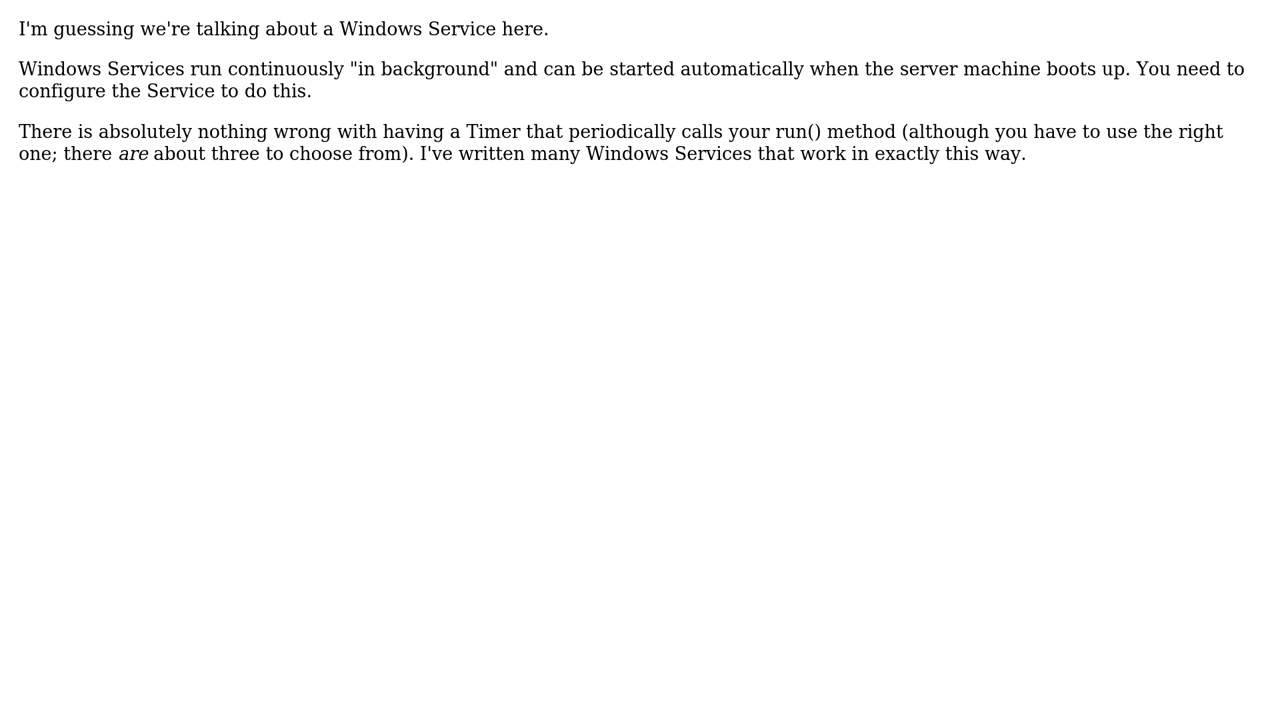 I'm guessing we're talking about a Windows Service here.
Windows Services run continuously "in background" and can be started automatically when the server machine boots up. You need to
configure the Service to do this.
There is absolutely nothing wrong with having a Timer that periodically calls your run() method (although you have to use the right
one; there are about three to choose from). I've written many Windows Services that work in exactly this way.